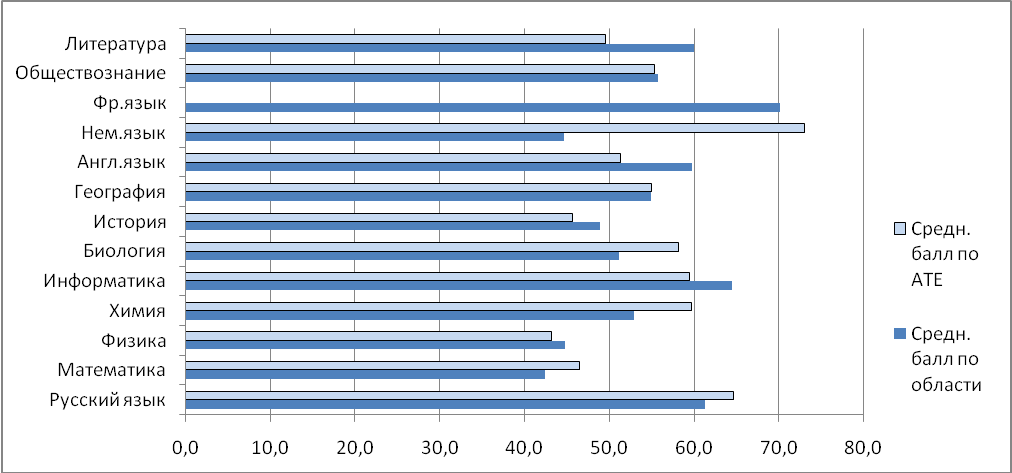 Литература
Обществознание
Фр.язык
Нем.язык
Англ.язык
География
История
Биология
Информатика
Химия
Физика
Математика
Русский язык
0,0 10,0 20,0 30,0 40,0 50,0 60,0 70,0 80,0
Средн.
балл по
АТЕ
Средн.
балл по
области